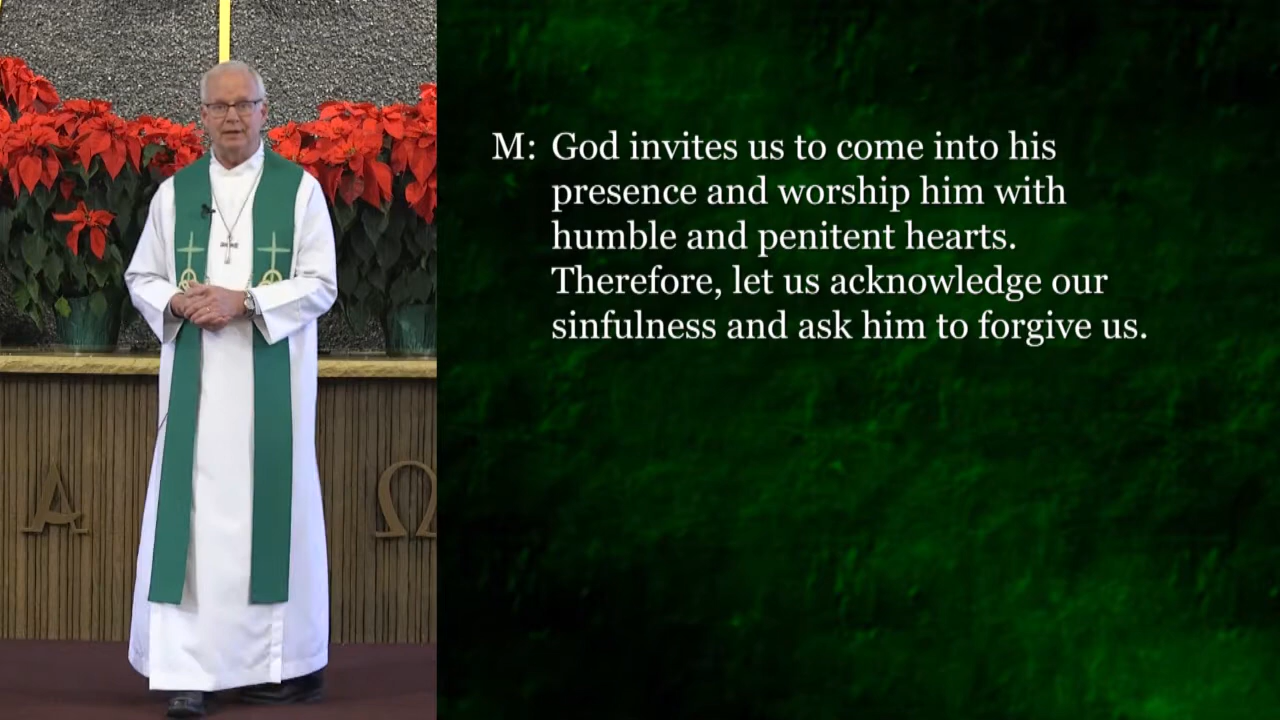 M: God invites us to come into his
presence and worship him with
humble and penitent hearts.
Therefore, let us acknowledge our
sinfulness and ask him to forgive us.
Α Ω